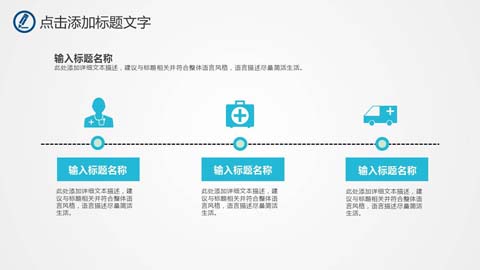 点击添加标题文字
输入标题名称
此处添加详细文本描述，建议与标题相关并符合整体语言风格，语言描述尽量简洁生活。
输入标题名称
此处添加详细文本描述，建
议与标题相关并符合整体语
言风格，语言描述尽量简洁
生活。
输入标题名称
此处添加详细文本描述，建
议与标题相关并符合整体语
言风格，语言描述尽量简洁
生活。
输入标题名称
此处添加详细文本描述，建
议与标题相关并符合整体语
言风格，语言描述尽量简洁
生活。